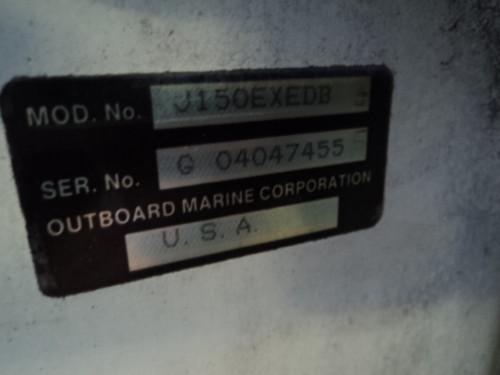 MOD. No. J150EXEDB
SER. No. G 04047455
OUTBOARD MARINE CORPORATION
U.S.A.